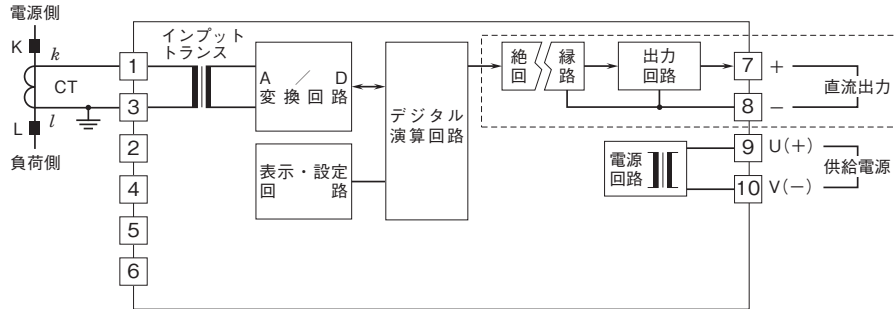 電源側
K
k
CT
L
l
負荷側
1
3
2
4
5
6
インプット
トランス
A／D
変換回路
表示・設定
回路
デジタル
演算回路
絶縁
回路
出力
回路
7
+
8
−
直流出力
電源
回路
9
U(+)
10
V(−)
供給電源